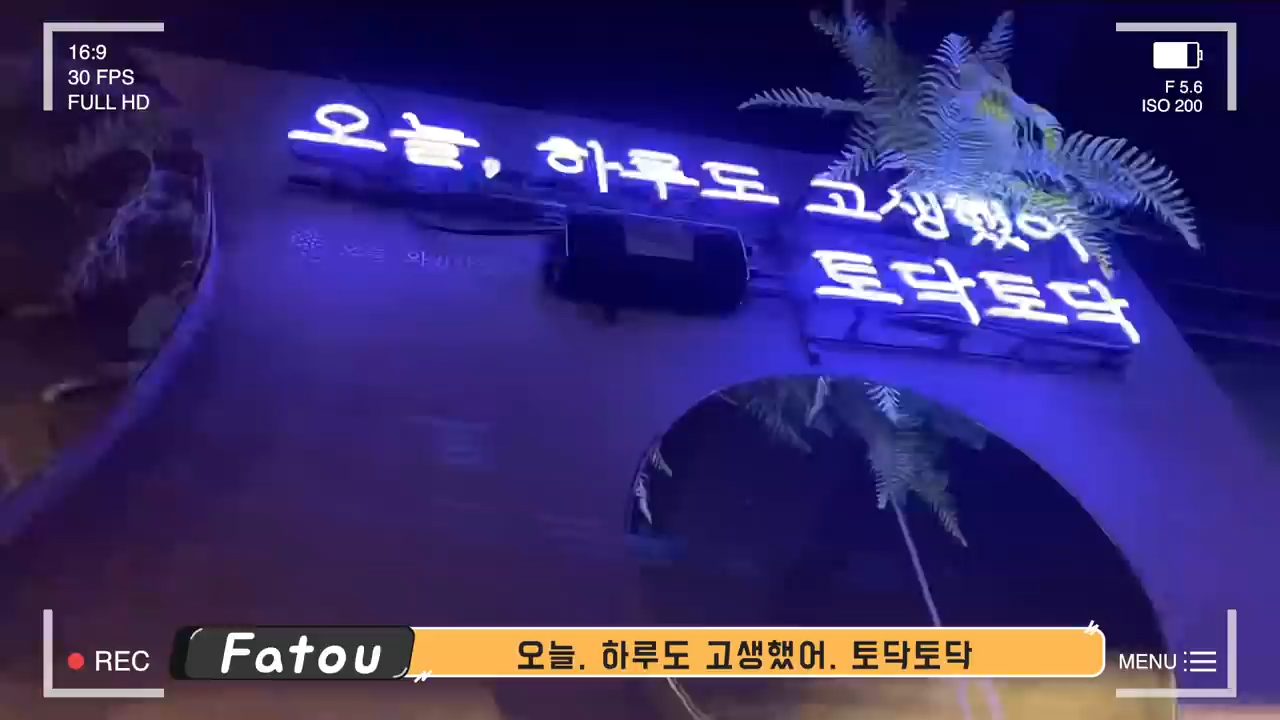 16:9
30 FPS
FULL HD
F 5.6
ISO 200
오늘, 하루도 고생했어
토닥토닥
REC
Fatou
오늘. 하루도 고생했어. 토닥토닥
MENU